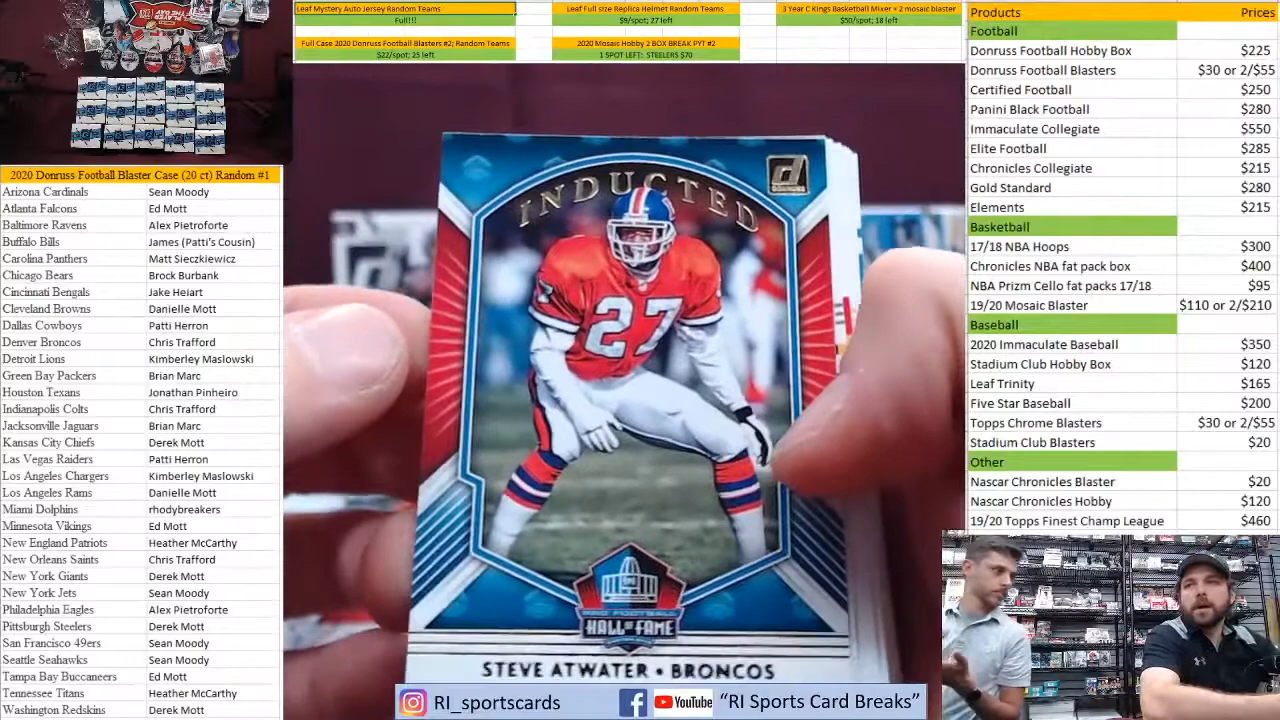 Leaf Mystery Auto Jersey Random Teams
Full!!!
Full Case 2020 Donruss Football Blasters #2; Random Teams
$22/spot; 25 left
Leaf Full size Replica Helmet Random Teams
$9/spot; 27 left
2020 Mosaic Hobby 2 BOX BREAK PYT #2
1 SPOT LEFT: STEELERS $70
3 Year C Kings Basketball Mixer + 2 mosaic blaster
$50/spot; 18 left
Products Prices
Football
Donruss Football Hobby Box $225
Donruss Football Blasters $30 or 2/$55
Certified Football $250
Panini Black Football $280
Immaculate Collegiate $550
Elite Football $285
Chronicles Collegiate $215
Gold Standard $280
Elements $215
Basketball
17/18 NBA Hoops $300
Chronicles NBA fat pack box $400
NBA Prizm Cello fat packs 17/18 $95
19/20 Mosaic Blaster $110 or 2/$210
Baseball
2020 Immaculate Baseball $350
Stadium Club Hobby Box $120
Leaf Trinity $165
Five Star Baseball $200
Topps Chrome Blasters $30 or 2/$55
Stadium Club Blasters $20
Other
Nascar Chronicles Blaster $20
Nascar Chronicles Hobby $120
19/20 Topps Finest Champ League $460
2020 Donruss Football Blaster Case (20 ct) Random #1
Arizona Cardinals Sean Moody
Atlanta Falcons Ed Mott
Baltimore Ravens Alex Pietroforte
Buffalo Bills James (Patti's Cousin)
Carolina Panthers Matt Sieczkiewicz
Chicago Bears Brock Burbank
Cincinnati Bengals Jake Heiart
Cleveland Browns Danielle Mott
Dallas Cowboys Patti Herron
Denver Broncos Chris Trafford
Detroit Lions Kimberley Maslowski
Green Bay Packers Brian Marc
Houston Texans Jonathan Pinheiro
Indianapolis Colts Chris Trafford
Jacksonville Jaguars Brian Marc
Kansas City Chiefs Derek Mott
Las Vegas Raiders Patti Herron
Los Angeles Chargers Kimberley Maslowski
Los Angeles Rams Danielle Mott
Miami Dolphins rhodybreakers
Minnesota Vikings Ed Mott
New England Patriots Heather McCarthy
New Orleans Saints Chris Trafford
New York Giants Derek Mott
New York Jets Sean Moody
Philadelphia Eagles Alex Pietroforte
Pittsburgh Steelers Derek Mott
San Francisco 49ers Sean Moody
Seattle Seahawks Sean Moody
Tampa Bay Buccaneers Ed Mott
Tennessee Titans Heather McCarthy
Washington Redskins Derek Mott
INDUCTED
DONRUSS
27
PRO FOOTBALL
HALL OF FAME
STEVE ATWATER • BRONCOS
RI_sportscards
YouTube
"RI Sports Card Breaks"